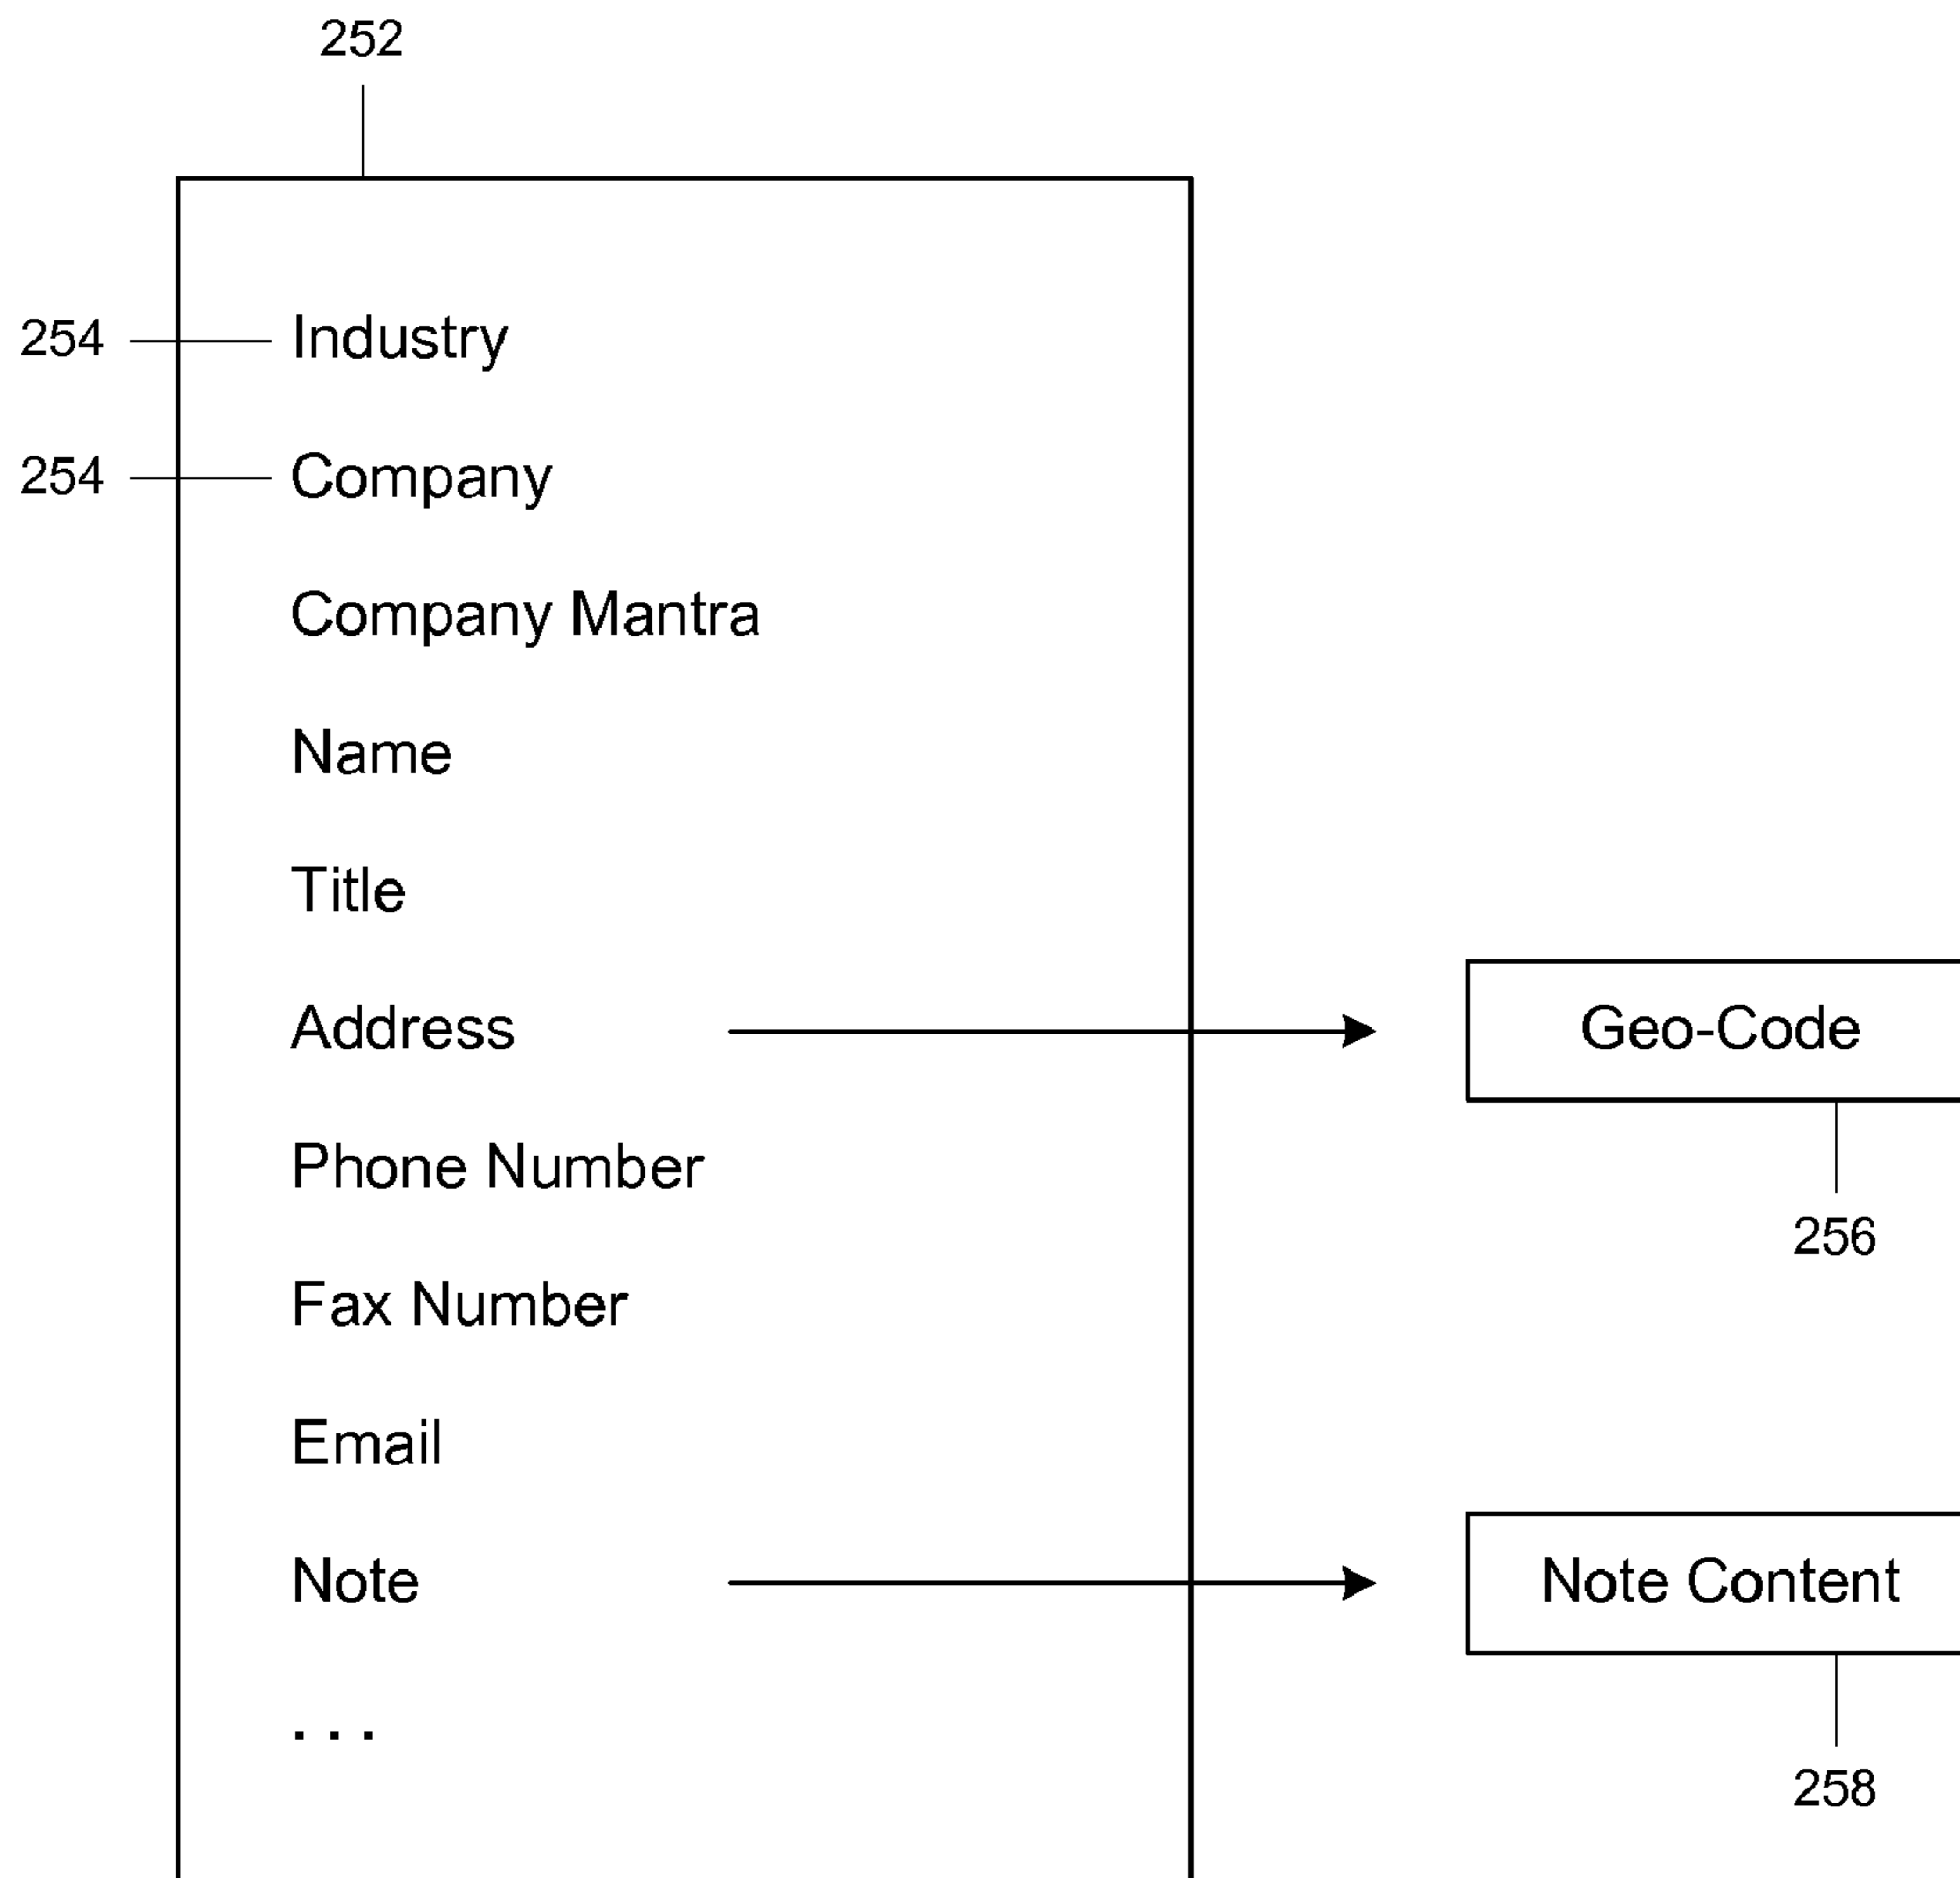 252
254 Industry
254 Company
Company Mantra
Name
Title
Address Geo-Code
Phone Number
256
Fax Number
Email
Note Note Content
. . .
258